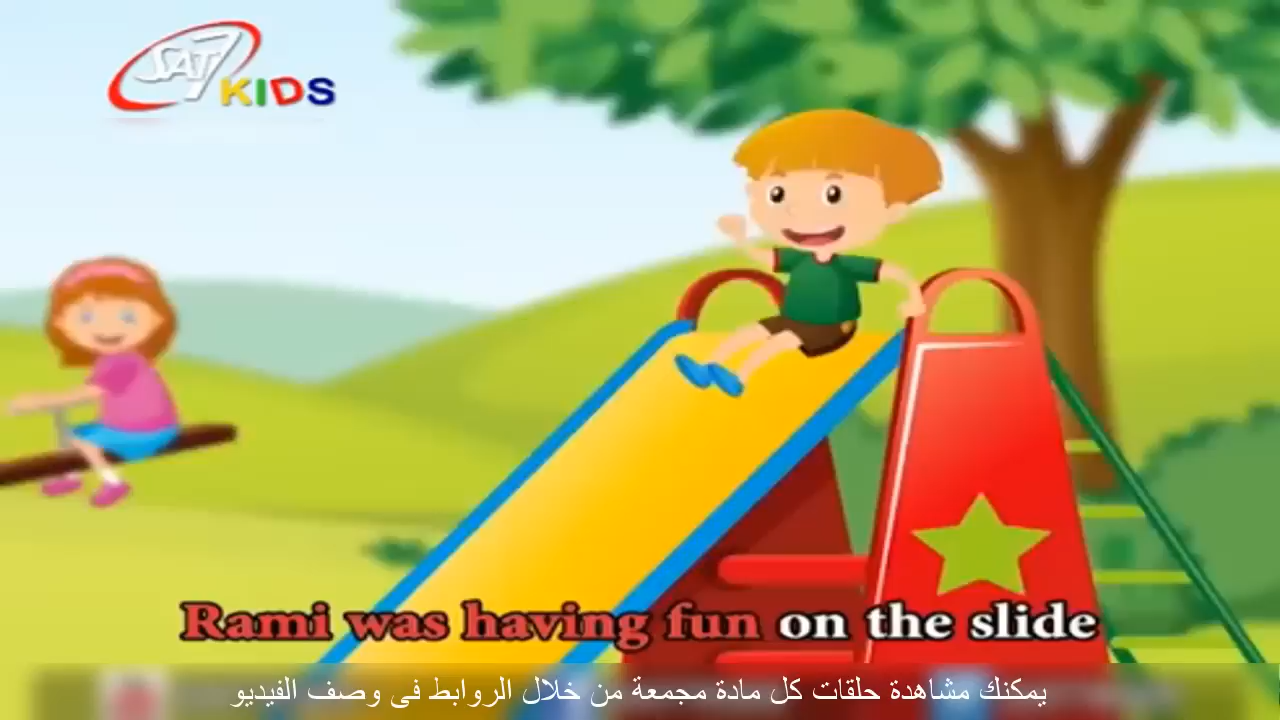 SAT7
KIDS
Rami was having fun on the slide
يمكنك مشاهدة حلقات كل مادة مجمعة من خلال الروابط فى وصف الفيديو